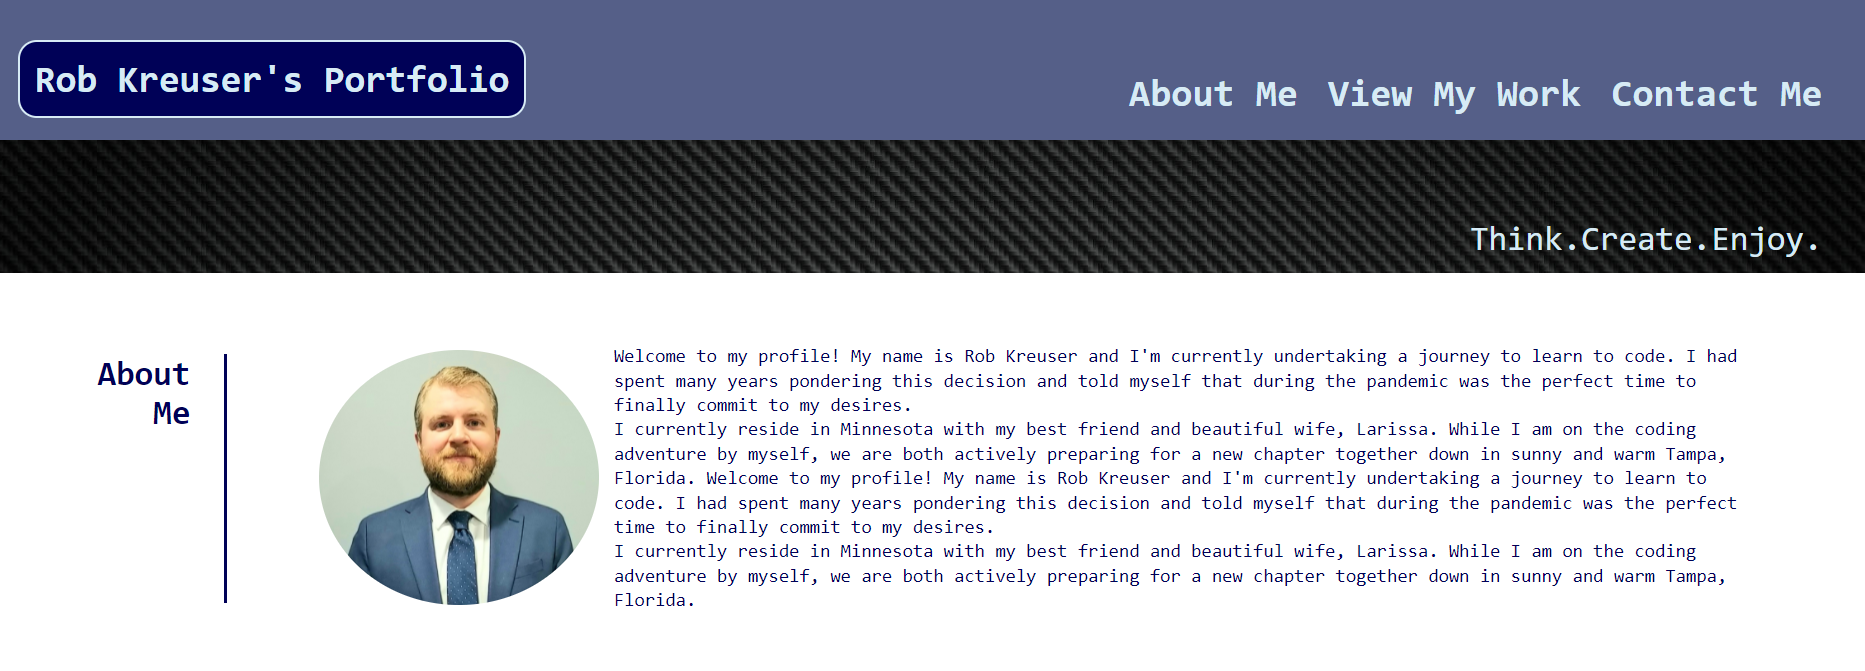 Rob Kreuser's Portfolio
About Me View My Work Contact Me
Think.Create.Enjoy.
About
Me
Welcome to my profile! My name is Rob Kreuser and I'm currently undertaking a journey to learn to code. I had
spent many years pondering this decision and told myself that during the pandemic was the perfect time to
finally commit to my desires.
I currently reside in Minnesota with my best friend and beautiful wife, Larissa. While I am on the coding
adventure by myself, we are both actively preparing for a new chapter together down in sunny and warm Tampa,
Florida. Welcome to my profile! My name is Rob Kreuser and I'm currently undertaking a journey to learn to
code. I had spent many years pondering this decision and told myself that during the pandemic was the perfect
time to finally commit to my desires.
I currently reside in Minnesota with my best friend and beautiful wife, Larissa. While I am on the coding
adventure by myself, we are both actively preparing for a new chapter together down in sunny and warm Tampa,
Florida.